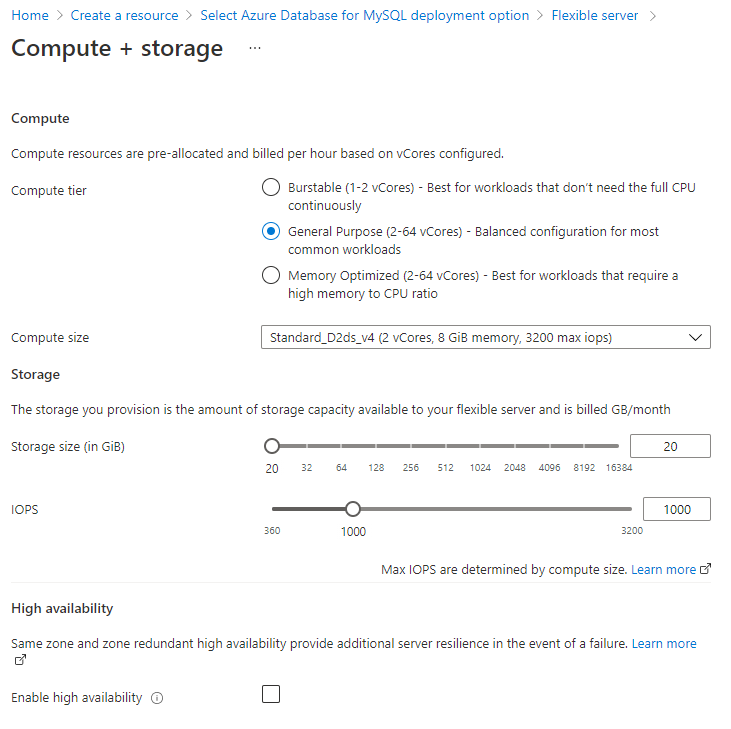 Home > Create a resource > Select Azure Database for MySQL deployment option > Flexible server >
Compute + storage ...
Compute
Compute resources are pre-allocated and billed per hour based on vCores configured.
Compute tier
Burstable (1-2 vCores) - Best for workloads that don't need the full CPU
continuously
General Purpose (2-64 vCores) - Balanced configuration for most
common workloads
Memory Optimized (2-64 vCores) - Best for workloads that require a
high memory to CPU ratio
Compute size
Standard_D2ds_v4 (2 vCores, 8 GiB memory, 3200 max iops)
Storage
The storage you provision is the amount of storage capacity available to your flexible server and is billed GB/month
Storage size (in GiB)
20
20 32 64 128 256 512 1024 2048 4096 8192 16384
IOPS
1000
360 1000 3200
Max IOPS are determined by compute size. Learn more
High availability
Same zone and zone redundant high availability provide additional server resilience in the event of a failure. Learn more
Enable high availability